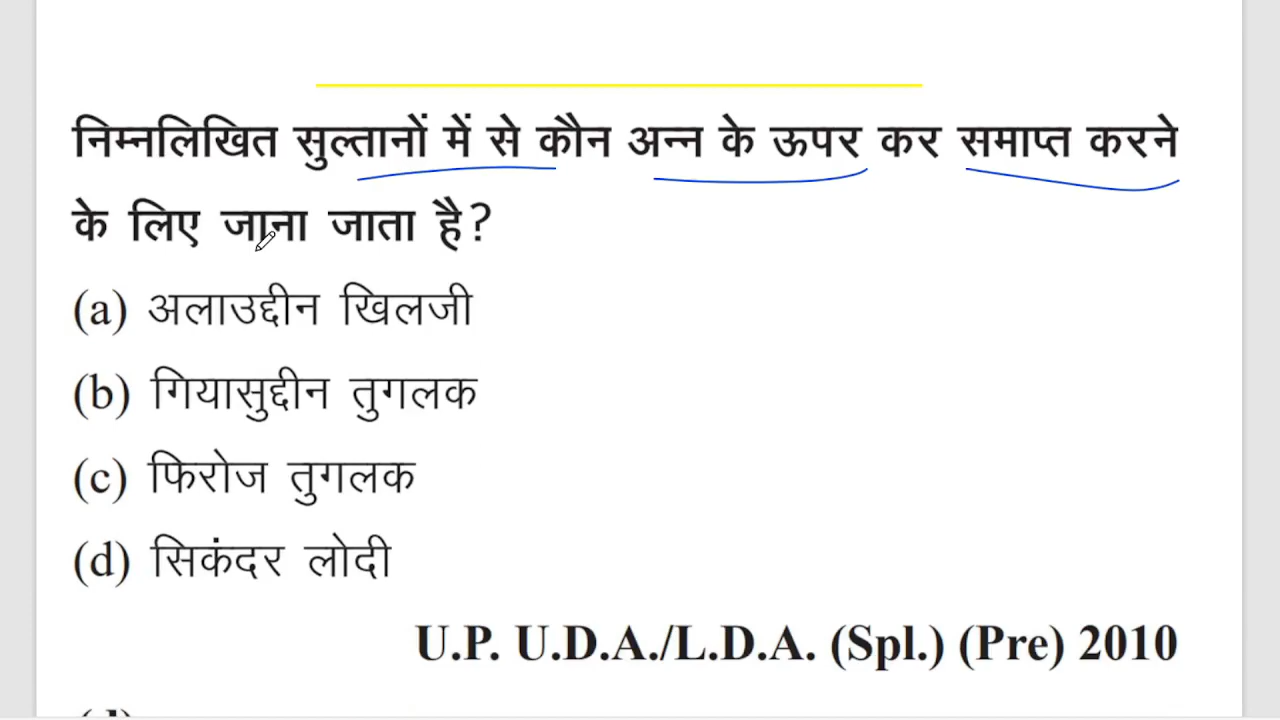 निम्नलिखित सुल्तानों में से कौन अन्न के ऊपर कर समाप्त करने
के लिए जाना जाता है?
(a) अलाउद्दीन खिलजी
(b) गियासुद्दीन तुगलक
(c) फिरोज तुगलक
(d) सिकंदर लोदी
U.P. U.D.A./L.D.A. (Spl.) (Pre) 2010